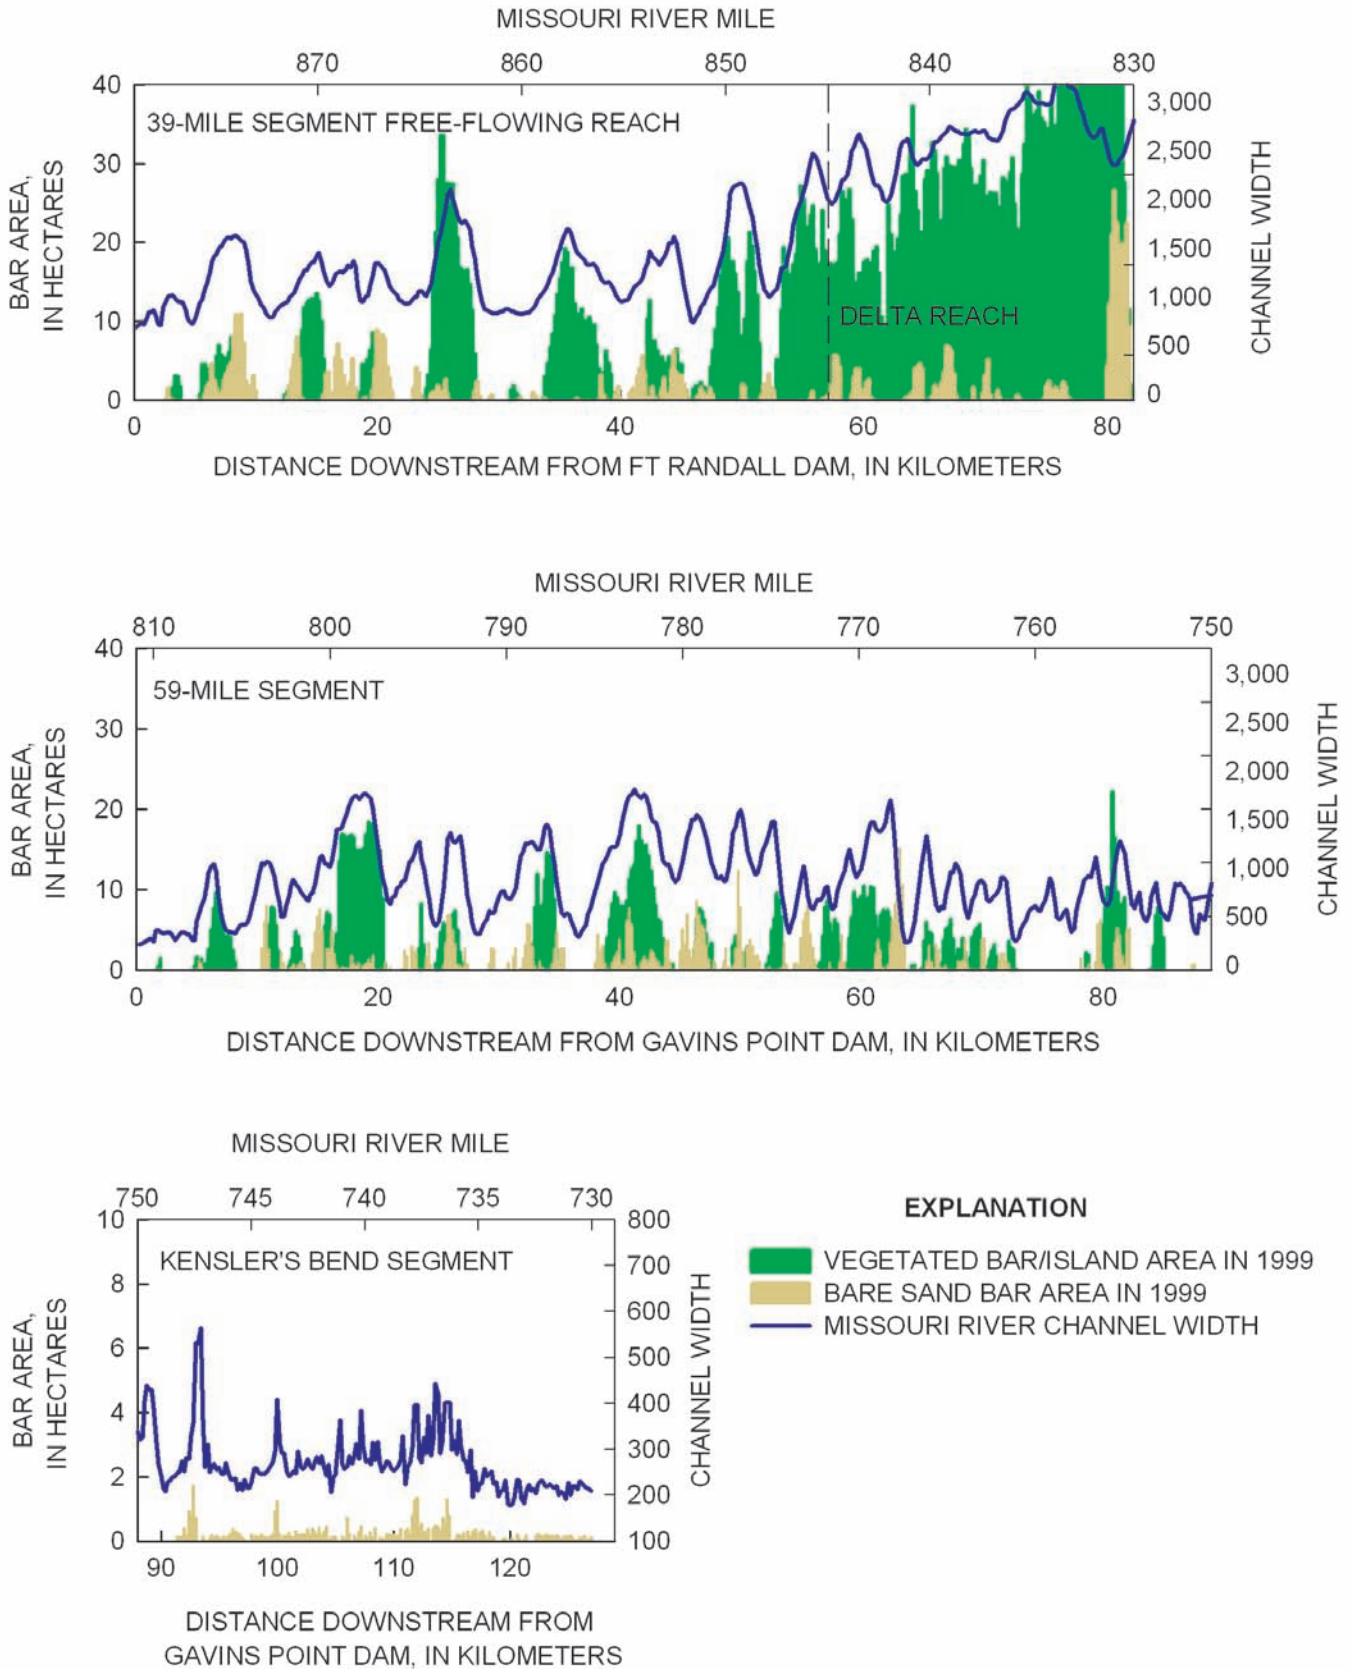 MISSOURI RIVER MILE
870 860 850 840 830
40 3,000
39-MILE SEGMENT FREE-FLOWING REACH
30 2,500
2,000
20 1,500
1,000
10 DELTA REACH
500
0 0
BAR AREA,
IN HECTARES
CHANNEL WIDTH
0 20 40 60 80
DISTANCE DOWNSTREAM FROM FT RANDALL DAM, IN KILOMETERS
MISSOURI RIVER MILE
810 800 790 780 770 760 750
40
3,000
59-MILE SEGMENT
30 2,500
2,000
20 1,500
10 1,000
500
0 0
BAR AREA,
IN HECTARES
CHANNEL WIDTH
0 20 40 60 80
DISTANCE DOWNSTREAM FROM GAVINS POINT DAM, IN KILOMETERS
MISSOURI RIVER MILE
750 745 740 735 730
10 800
KENSLER'S BEND SEGMENT
700
8
600
6 500
4 400
300
2 200
0 100
BAR AREA,
IN HECTARES
CHANNEL WIDTH
90 100 110 120
DISTANCE DOWNSTREAM FROM
GAVINS POINT DAM, IN KILOMETERS
EXPLANATION
VEGETATED BAR/ISLAND AREA IN 1999
BARE SAND BAR AREA IN 1999
MISSOURI RIVER CHANNEL WIDTH